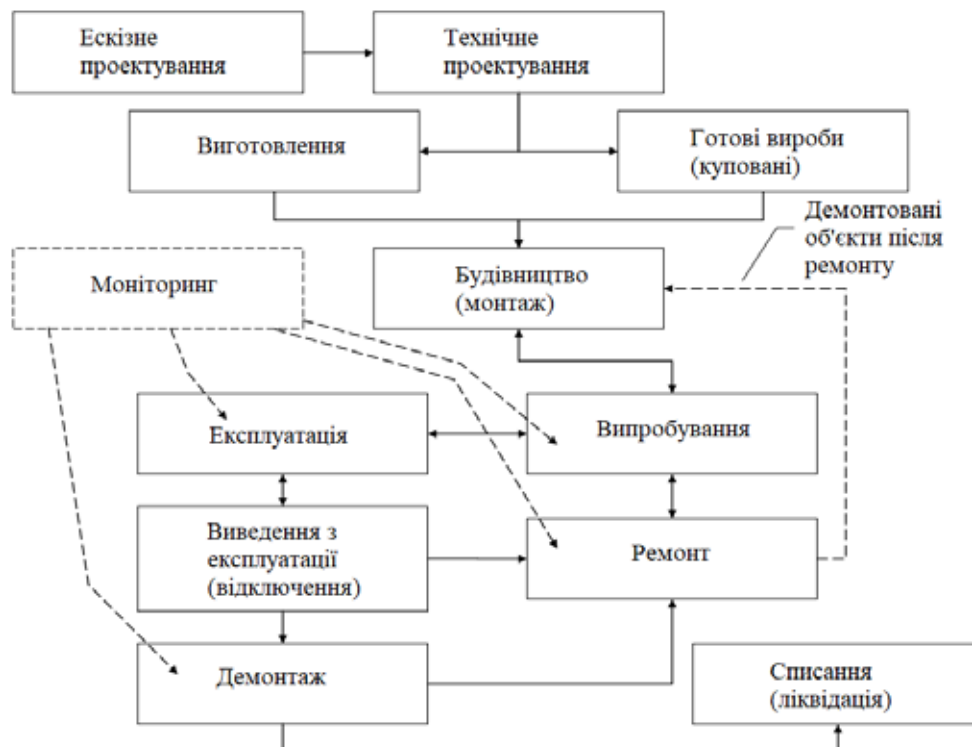 Ескізне
проектування
Технічне
проектування
Виготовлення
Готові вироби
(куповані)
Демонтовані
об'єкти після
ремонту
Моніторинг
Будівництво
(монтаж)
Експлуатація
Випробування
Виведення з
експлуатації
(відключення)
Ремонт
Демонтаж
Списання
(ліквідація)